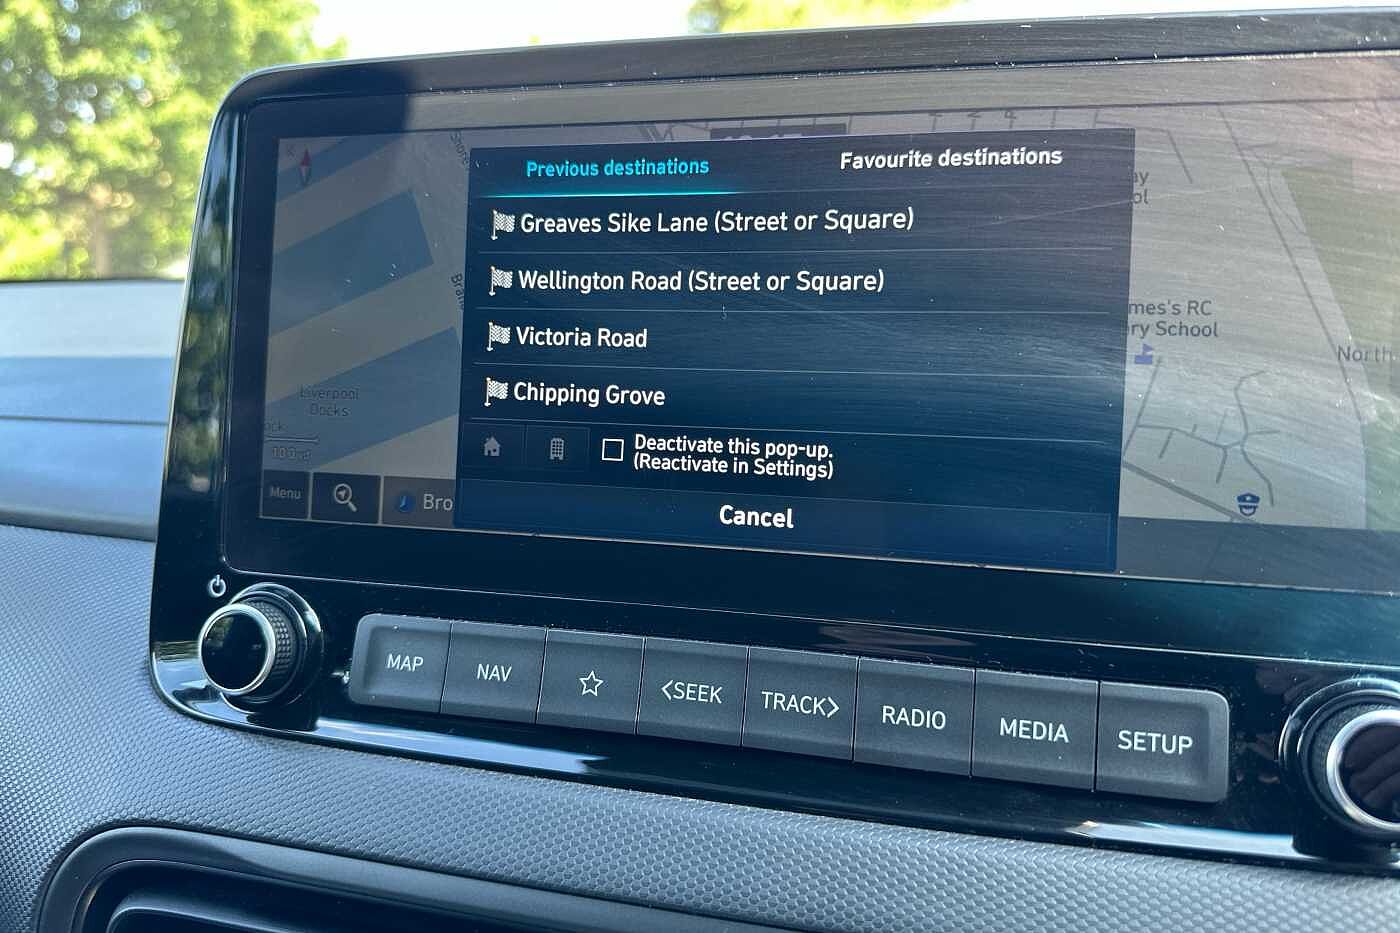 Previous destinations
Favourite destinations
Greaves Sike Lane (Street or Square)
Wellington Road (Street or Square)
Victoria Road
Chipping Grove
Deactivate this pop-up.
(Reactivate in Settings)
Cancel
Liverpool
Docks
100yd
Menu
Bro
mes's RC
ry School
North
MAP
NAV
<SEEK
TRACK>
RADIO
MEDIA
SETUP